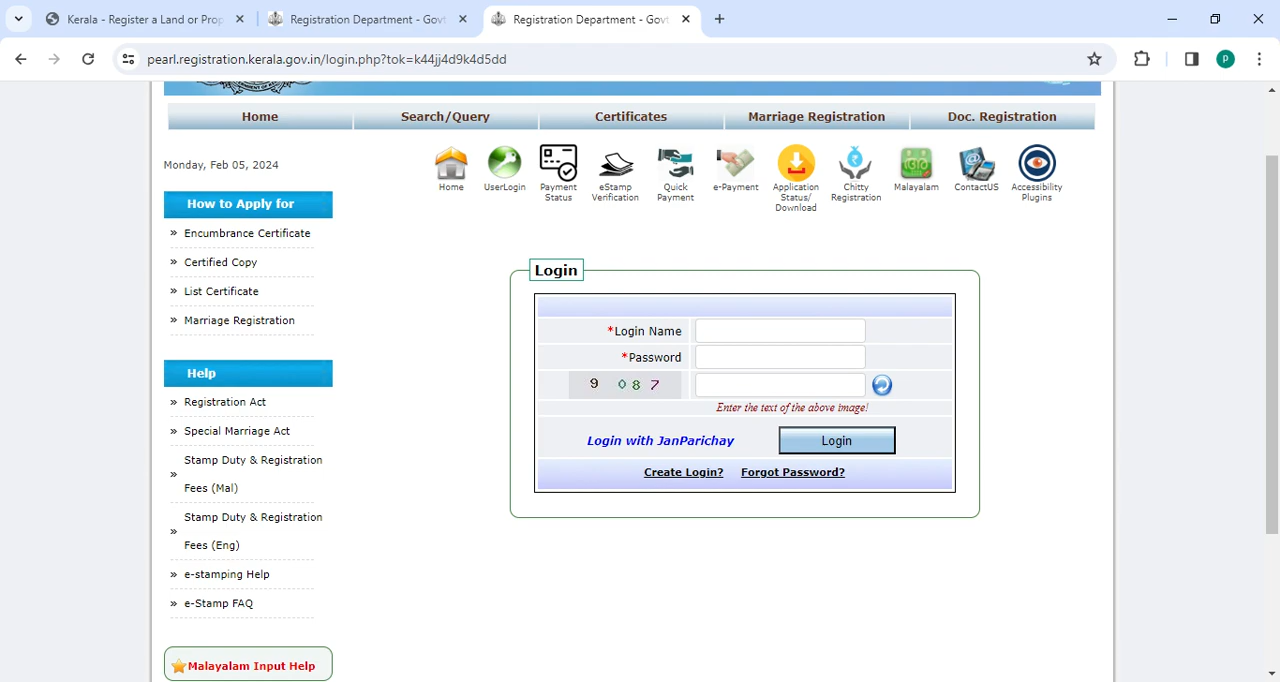 Kerala - Register a Land or Prop
Registration Department - Govt
Registration Department - Govt
pearl.registration.kerala.gov.in/login.php?tok=k44jj4d9k4d5dd
P
Home Search/Query Certificates Marriage Registration Doc. Registration
Monday, Feb 05, 2024
Home
UserLogin
Payment
Status
eStamp
Verification
Quick
Payment
e-Payment
Application
Status/
Download
Chitty
Registration
Malayalam
ContactUS
Accessibility
Plugins
How to Apply for
» Encumbrance Certificate
» Certified Copy
» List Certificate
» Marriage Registration
Help
» Registration Act
» Special Marriage Act
» Stamp Duty & Registration
Fees (Mal)
» Stamp Duty & Registration
Fees (Eng)
» e-stamping Help
» e-Stamp FAQ
Malayalam Input Help
Login
*Login Name
*Password
9 0 8 7
Enter the text of the above image!
Login with JanParichay Login
Create Login? Forgot Password?